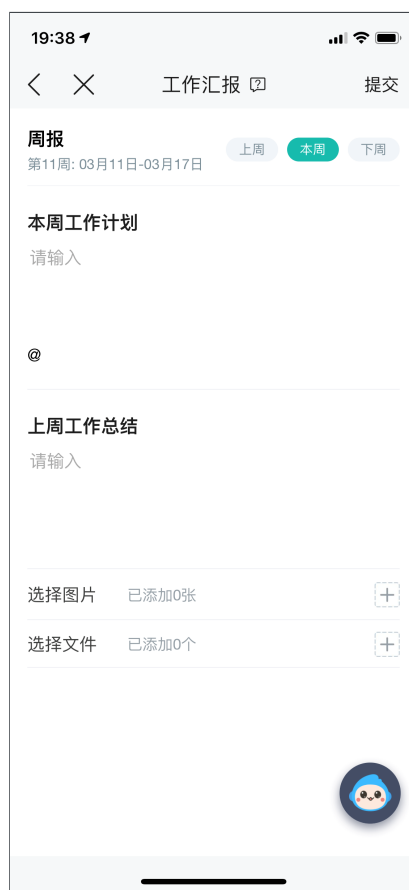 19:38
工作汇报
提交
周报
第11周: 03月11日-03月17日
上周 本周 下周
本周工作计划
请输入
@
上周工作总结
请输入
选择图片 已添加0张
选择文件 已添加0个